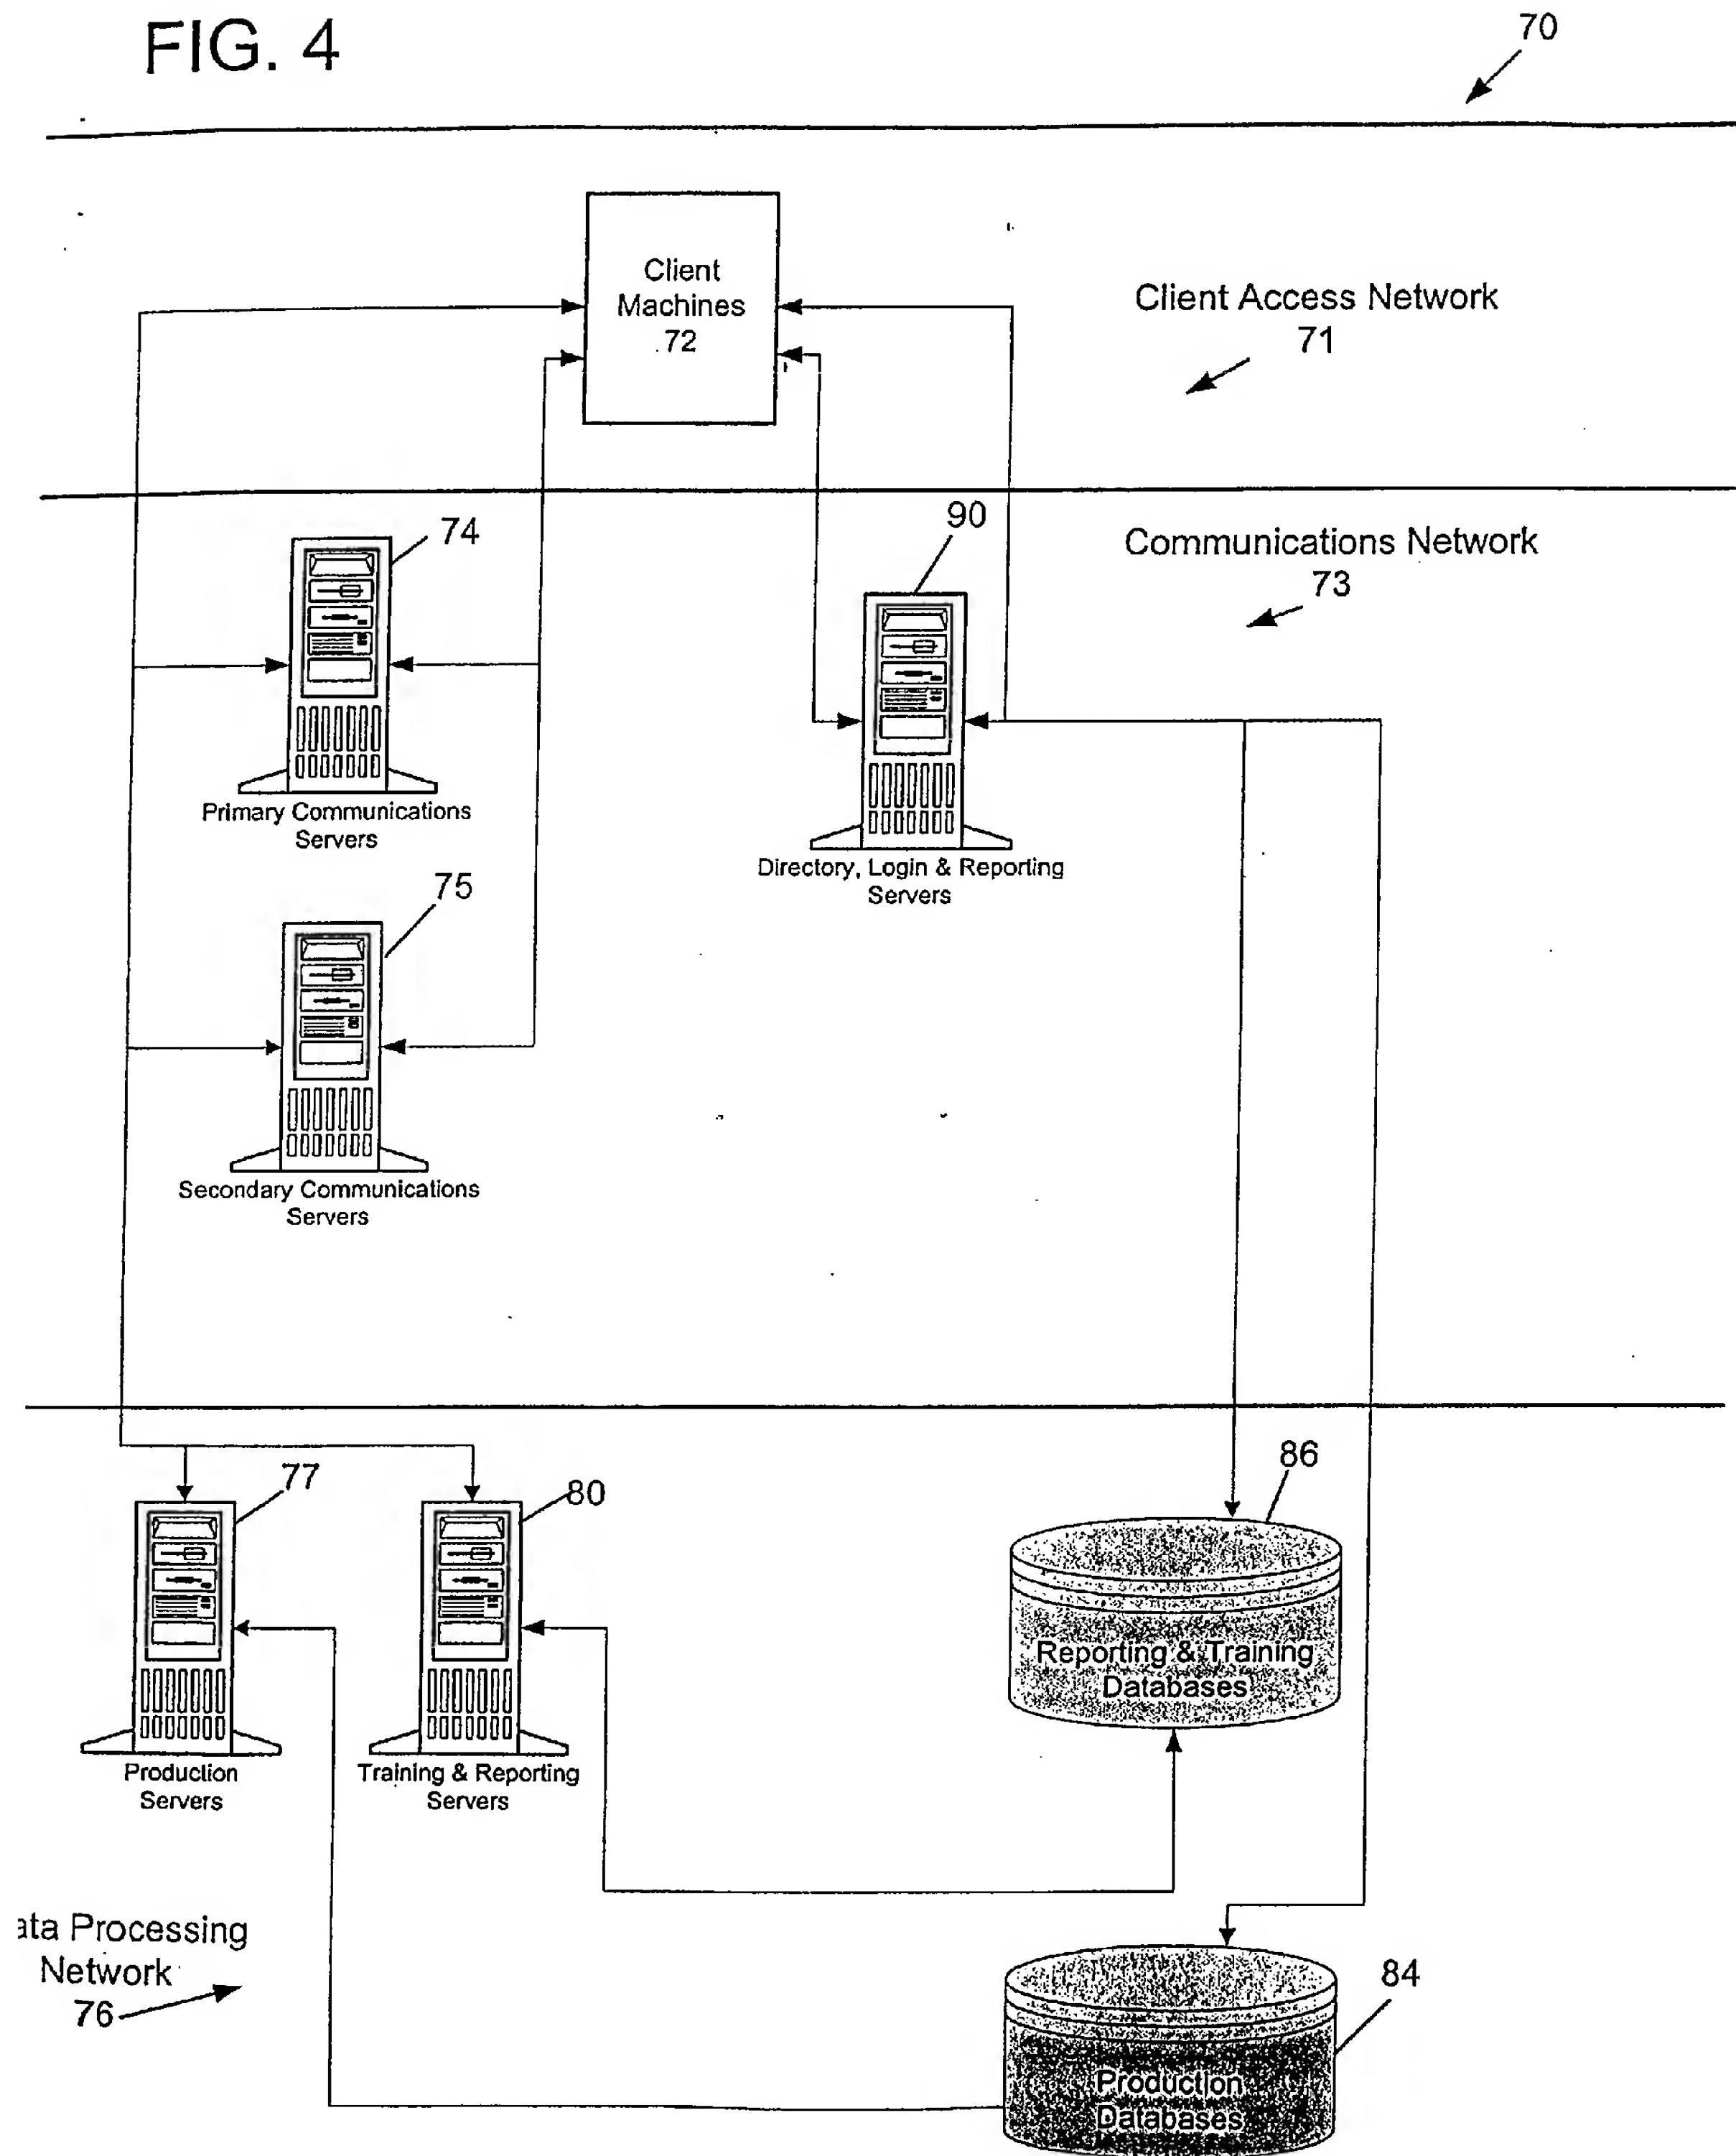 FIG. 4
70
Client
Machines
72
Client Access Network
71
74
90
Communications Network
73
Primary Communications
Servers
Directory, Login & Reporting
Servers
75
Secondary Communications
Servers
77
80
86
Reporting & Training
Databases
Production
Servers
Training & Reporting
Servers
ata Processing
Network
76
84
Production
Databases